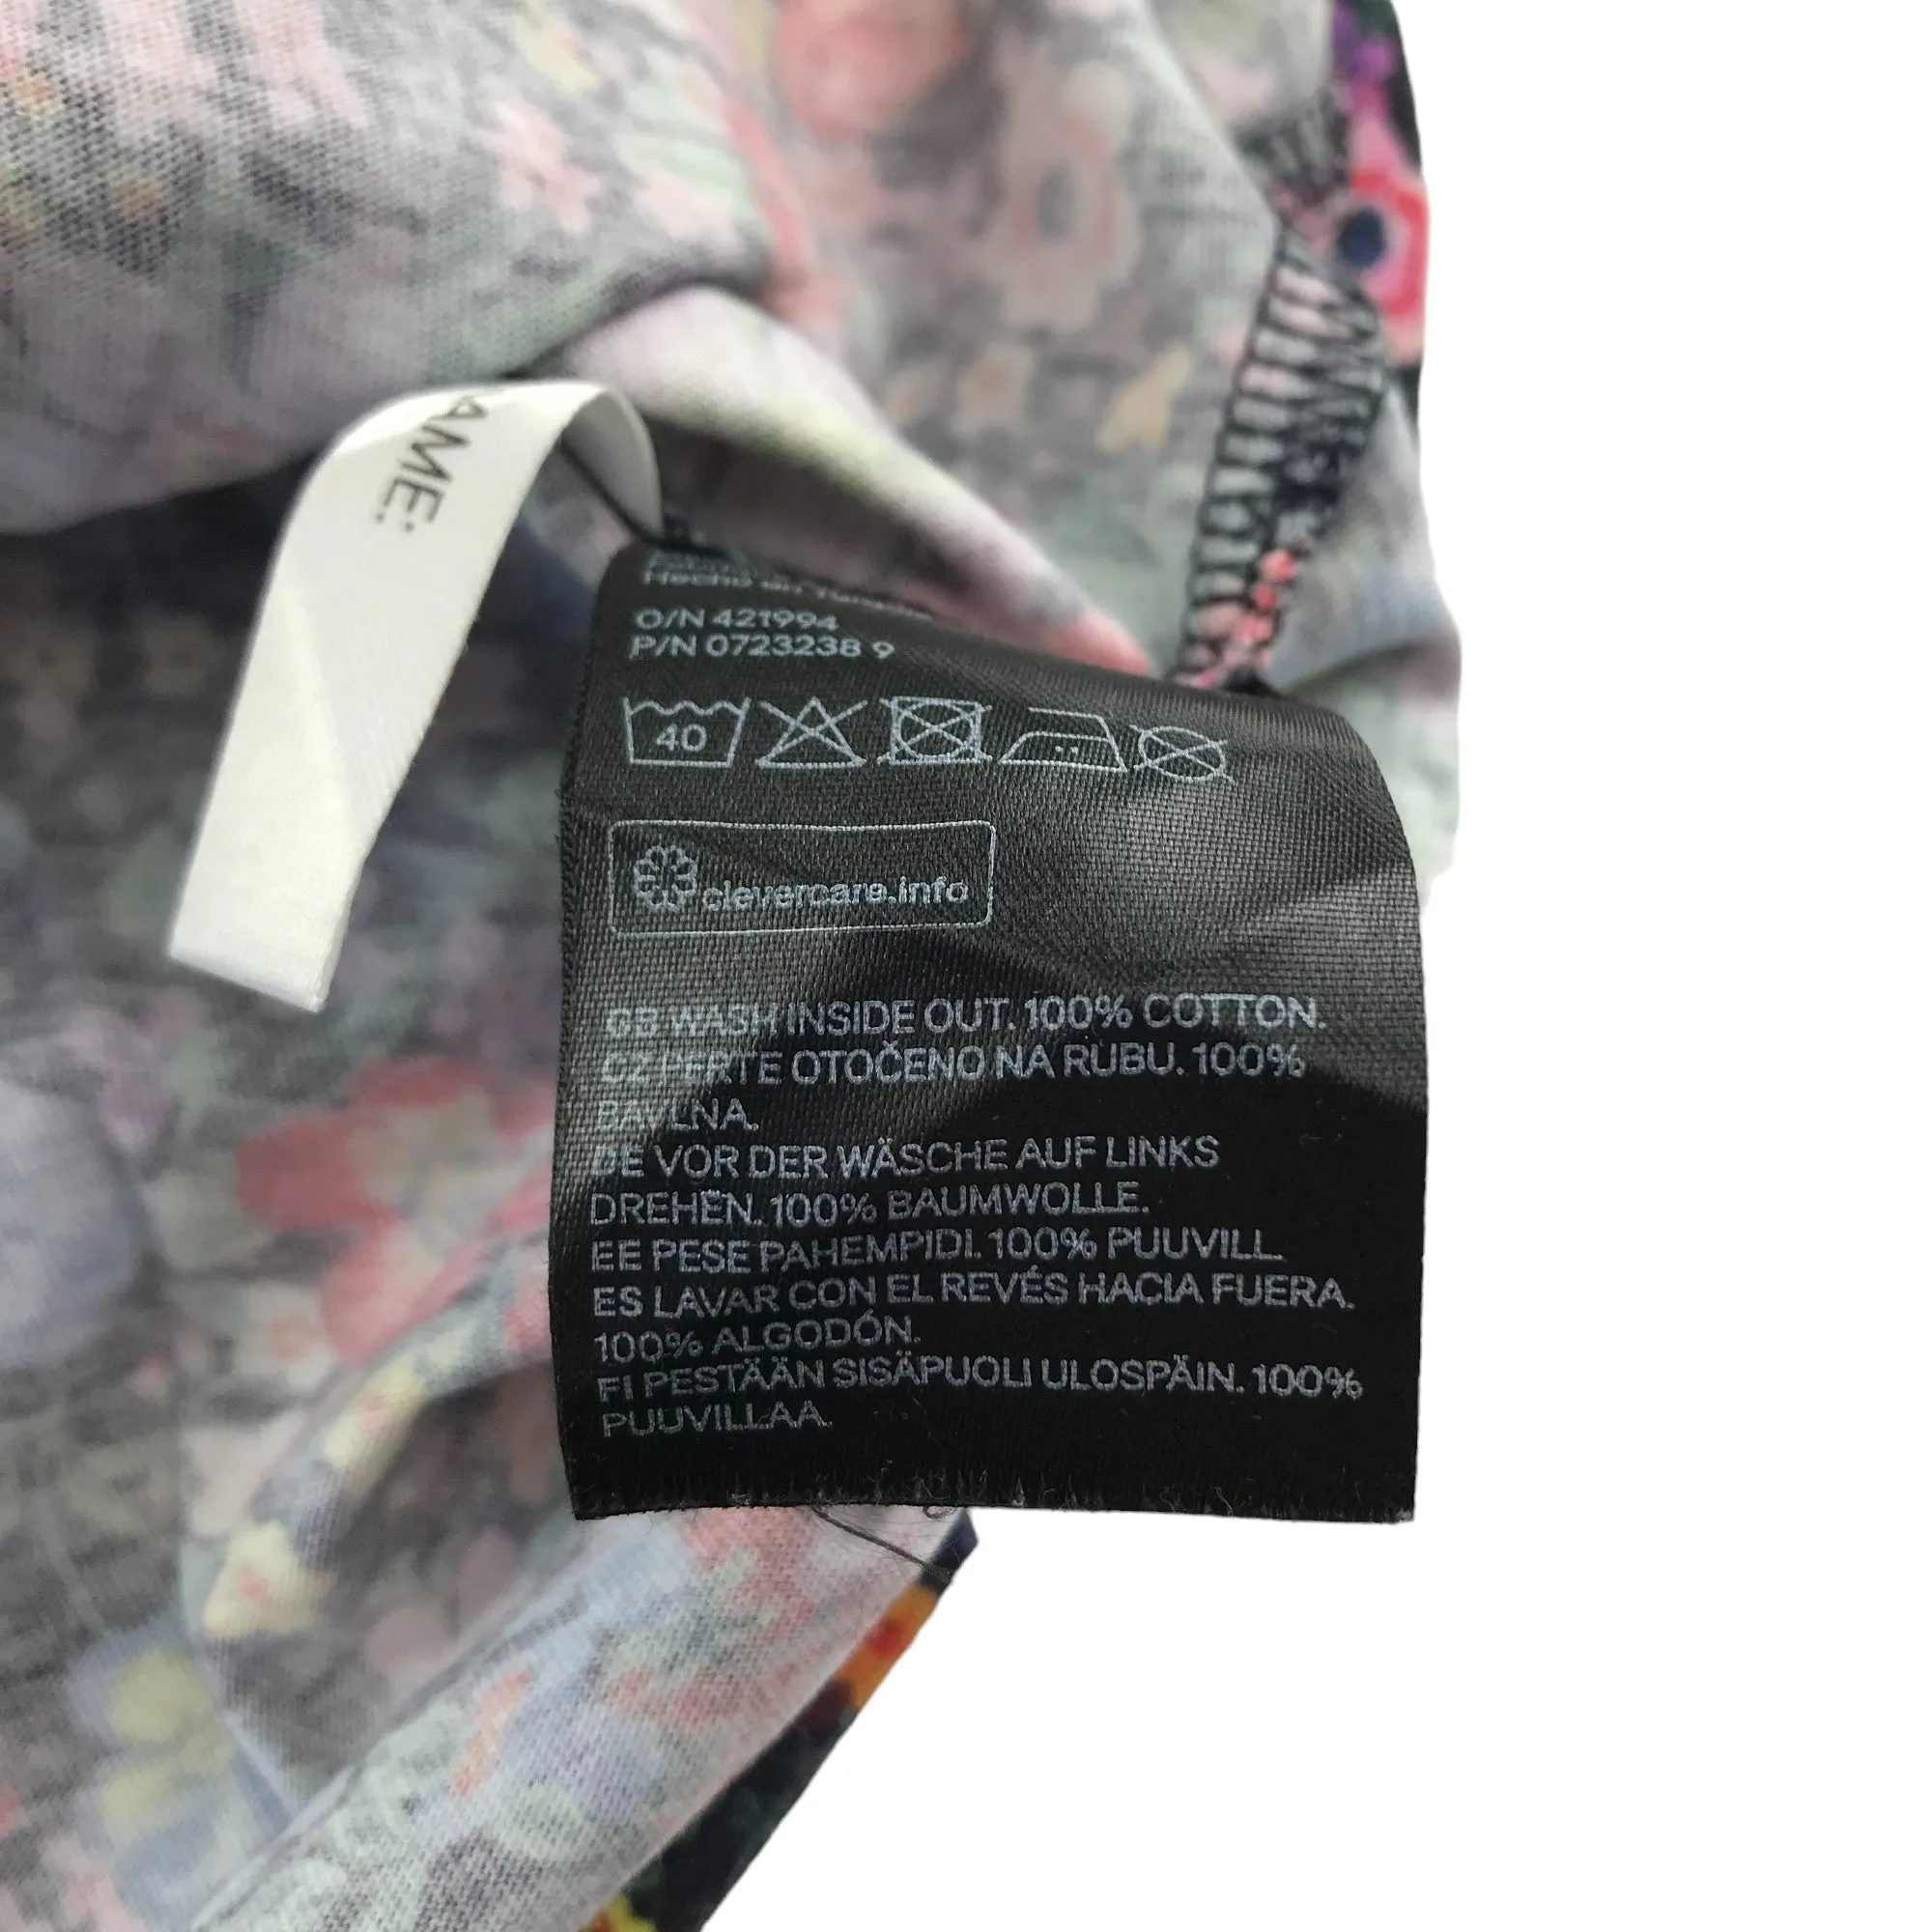 AME:
Hecho en
O/N 421994
P/N 0723238 9
40
clevercare.info
GB WASH INSIDE OUT. 100% COTTON.
CZ PERTE OTOČENO NA RUBU. 100%
BAVLNA.
DE VOR DER WÄSCHE AUF LINKS
DREHEN. 100% BAUMWOLLE.
EE PESE PAHEMPIDI. 100% PUUVILL.
ES LAVAR CON EL REVÉS HACIA FUERA.
100% ALGODÓN.
FI PESTÄÄN SISÄPUOLI ULOSPÄIN. 100%
PUUVILLAA.